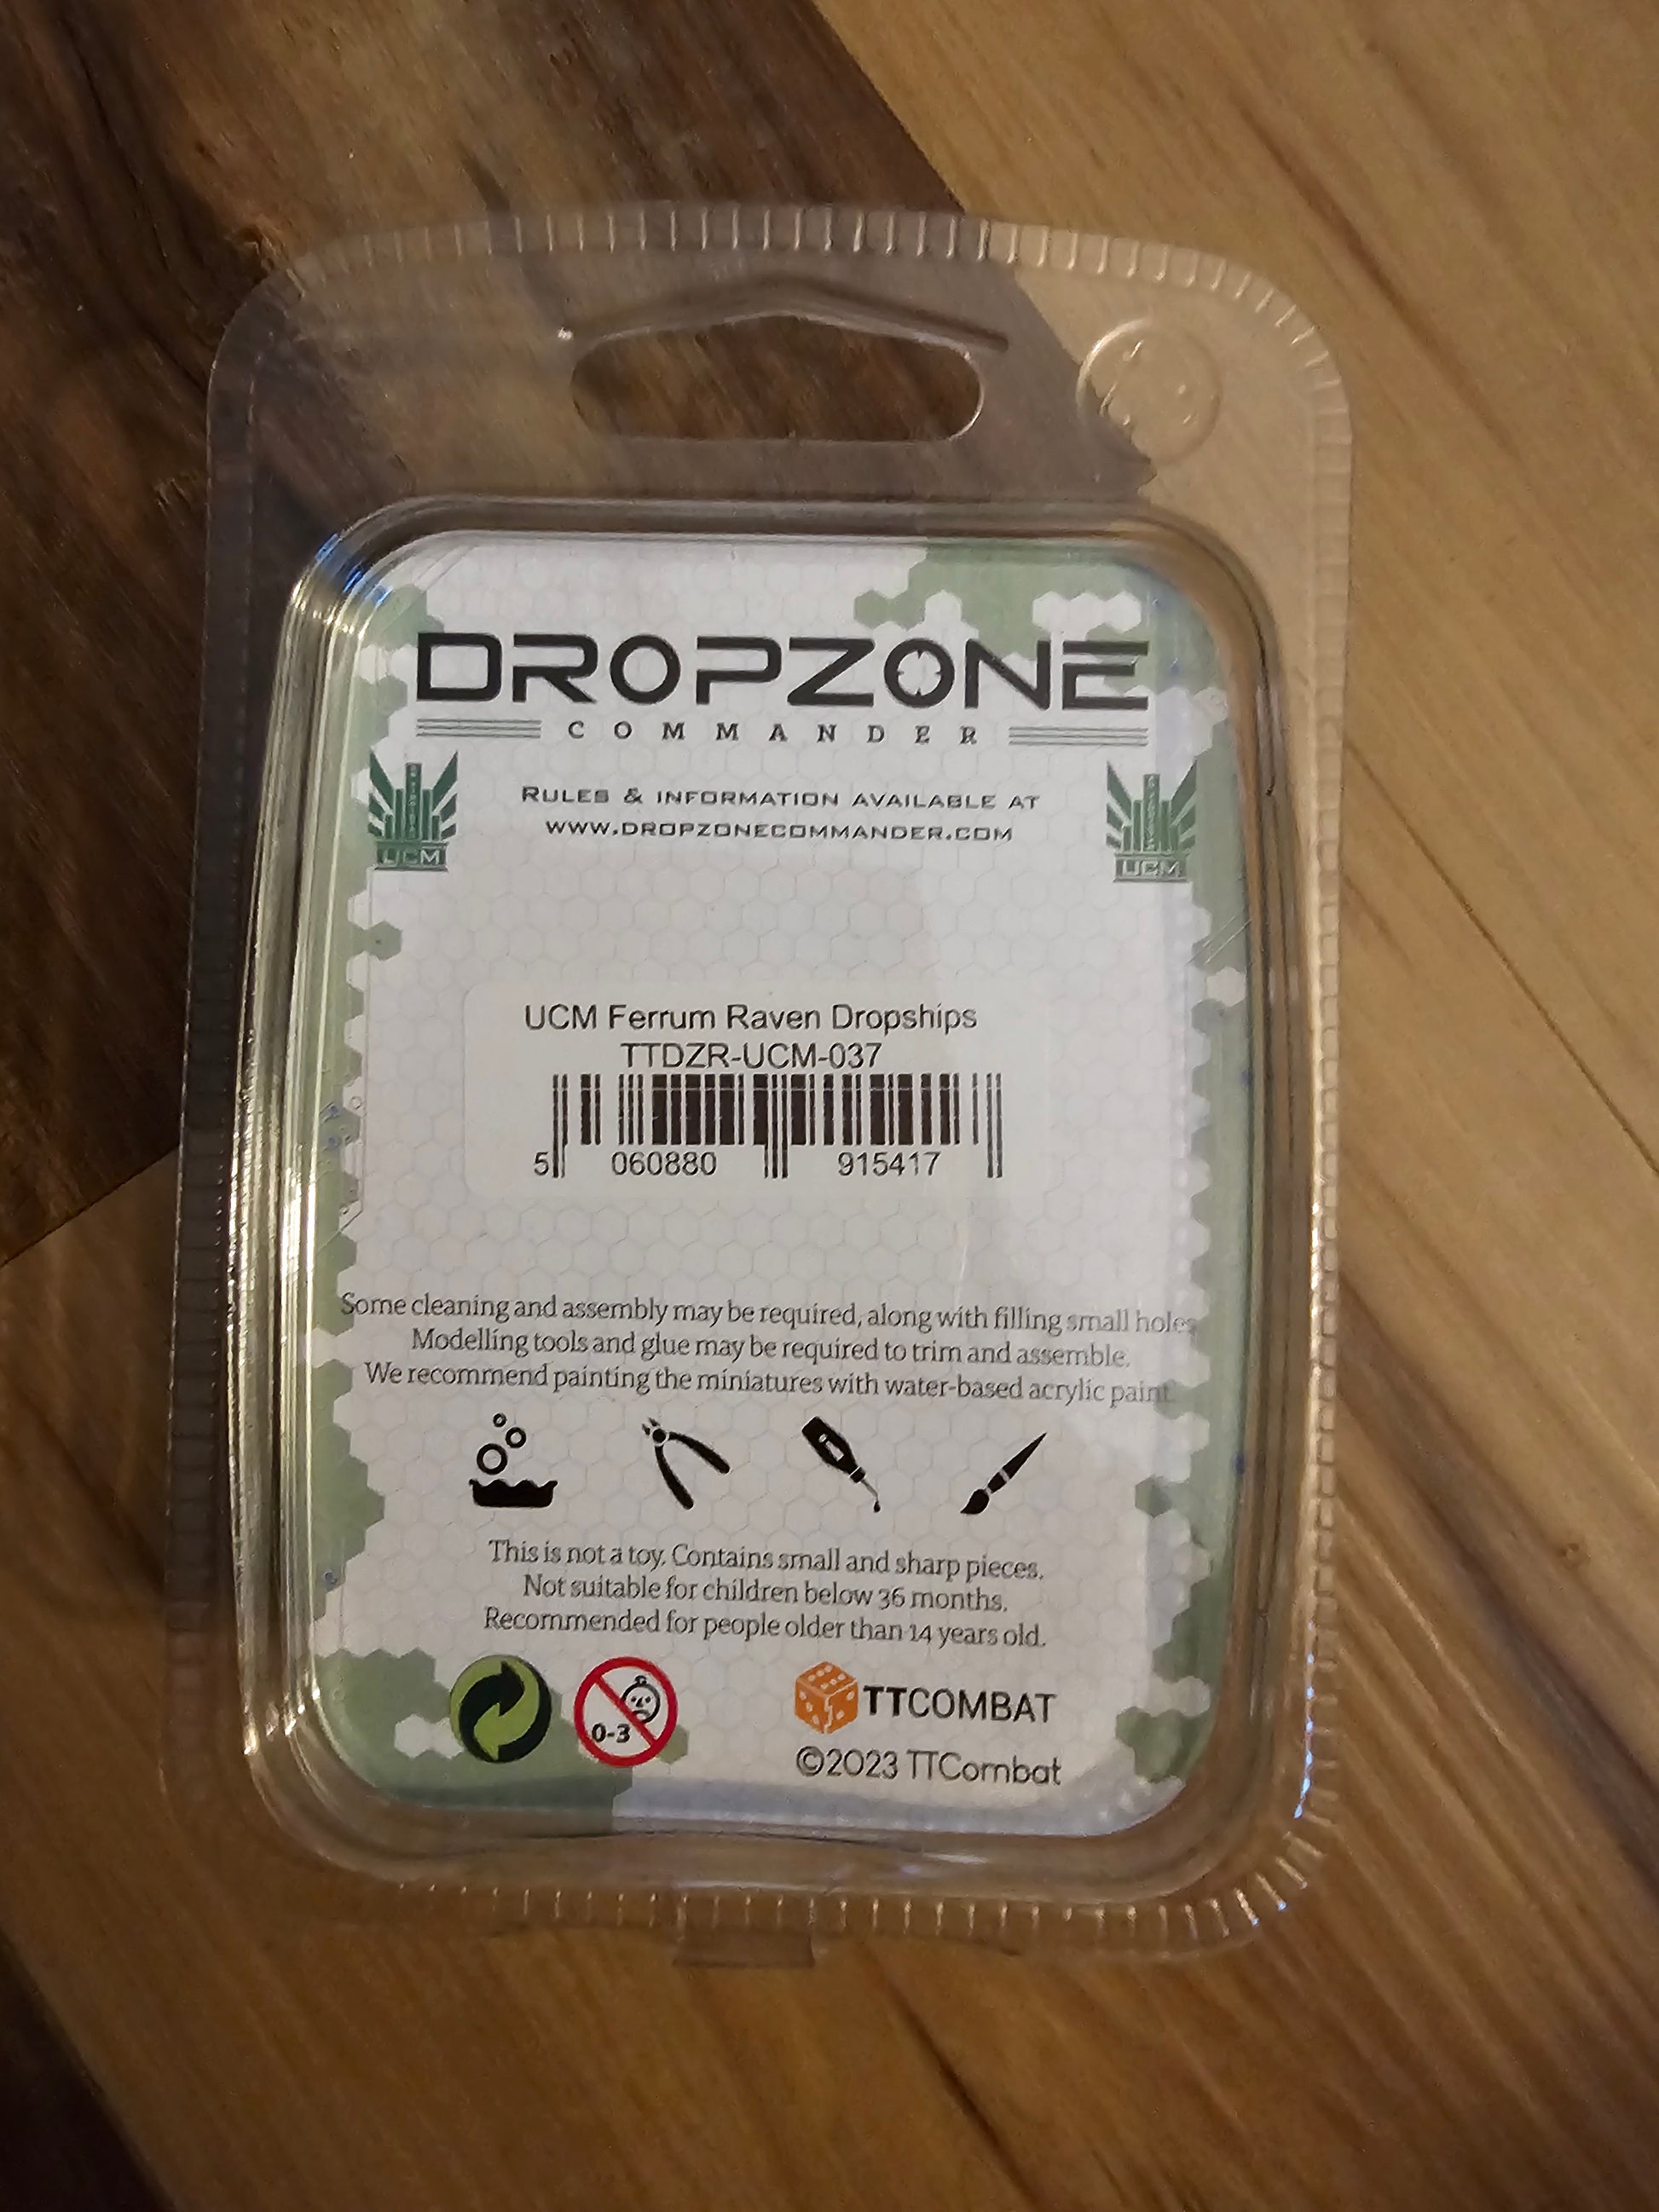 DROPZONE
COMMANDER
RULES & INFORMATION AVAILABLE AT
WWW.DROPZONECOMMANDER.COM
UCM
UCM
UCM Ferrum Raven Dropships
TTDZR-UCM-037
5 060880 915417
Some cleaning and assembly may be required, along with filling small holes
Modelling tools and glue may be required to trim and assemble.
We recommend painting the miniatures with water-based acrylic paint
This is not a toy. Contains small and sharp pieces.
Not suitable for children below 36 months.
Recommended for people older than 14 years old.
0-3
TTCOMBAT
©2023 TTCombat